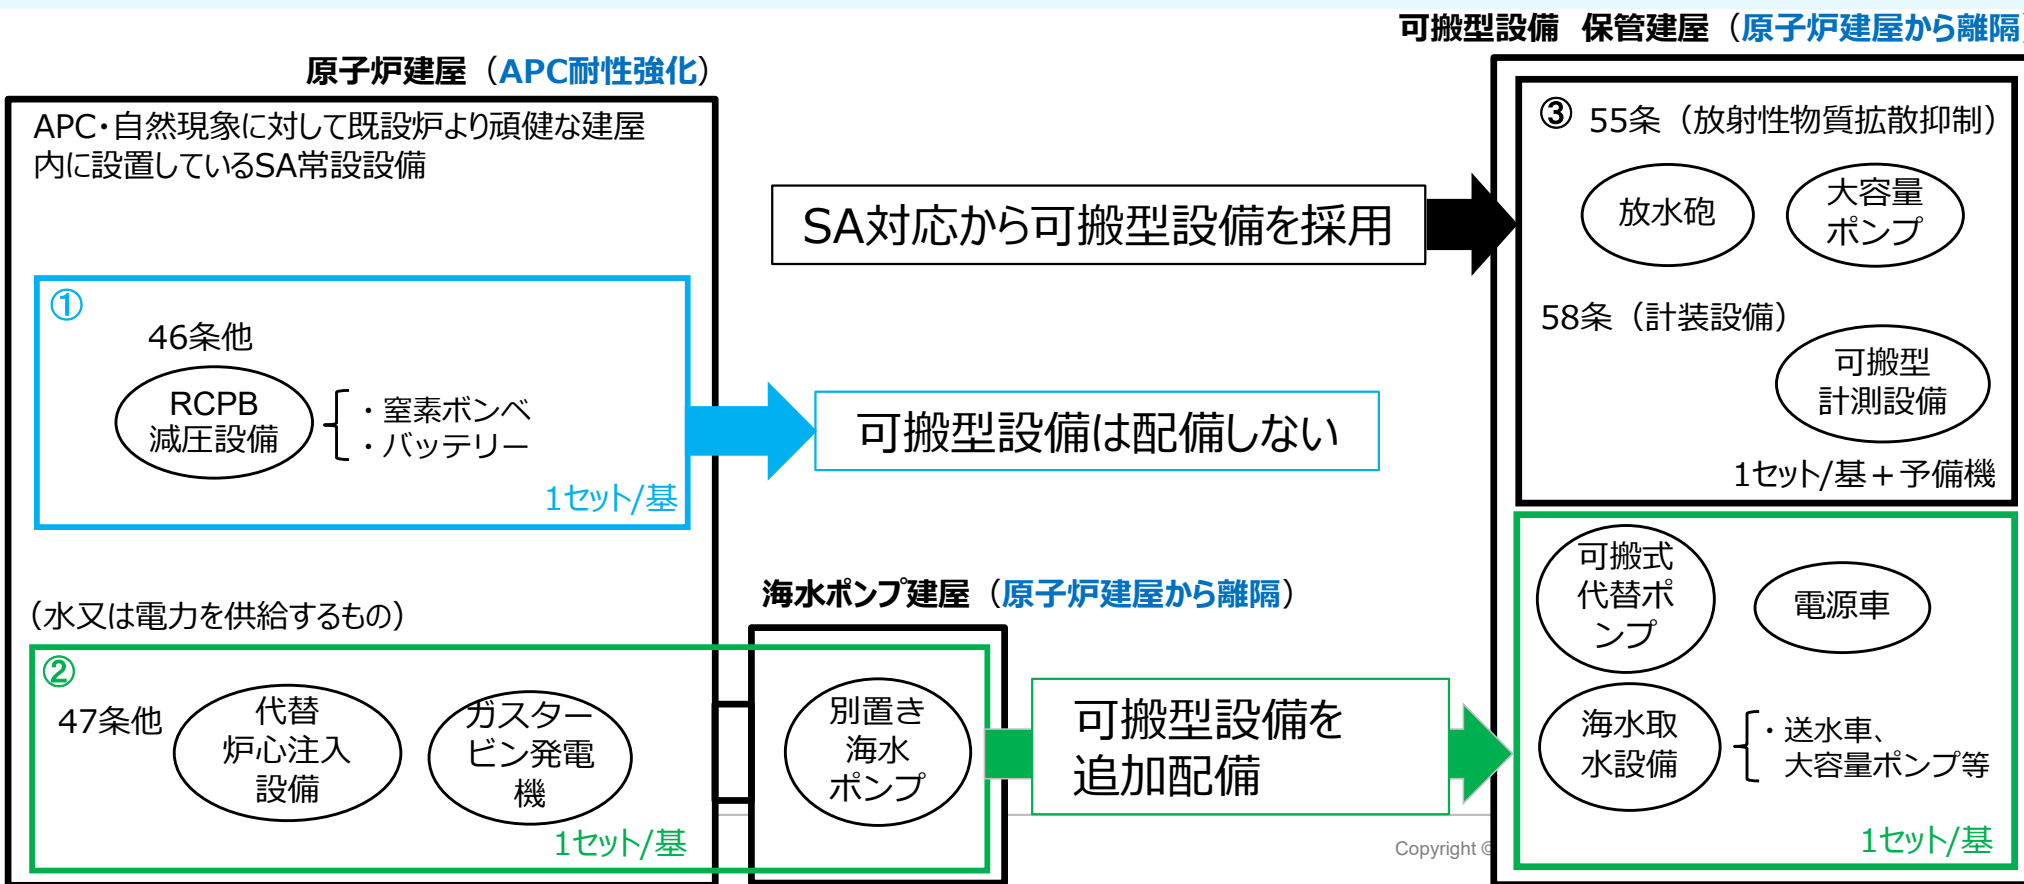 可搬型設備 保管建屋（原子炉建屋から離隔）
原子炉建屋（APC耐性強化）
APC・自然現象に対して既設炉より頑健な建屋
内に設置しているSA常設設備
①
46条他
RCPB
減圧設備
・窒素ボンベ
・バッテリー
1セット/基
（水又は電力を供給するもの）
②
47条他
代替
炉心注入
設備
ガスター
ビン発電
機
1セット/基
海水ポンプ建屋（原子炉建屋から離隔）
別置き
海水
ポンプ
SA対応から可搬型設備を採用
可搬型設備は配備しない
可搬型設備を
追加配備
③ 55条（放射性物質拡散抑制）
放水砲
大容量
ポンプ
58条（計装設備）
可搬型
計測設備
1セット/基＋予備機
可搬式
代替ポ
ンプ
電源車
海水取
水設備
・送水車、
大容量ポンプ等
1セット/基
Copyright ©